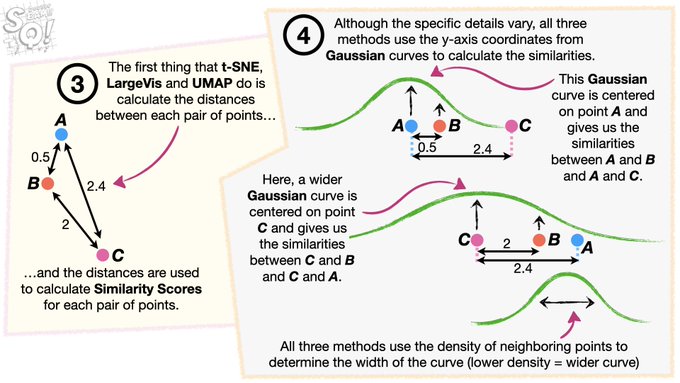 SQ!
3
The first thing that t-SNE,
LargeVis and UMAP do is
calculate the distances
between each pair of points…
A
0.5
2.4
B
2
C
…and the distances are used
to calculate Similarity Scores
for each pair of points.
4
Although the specific details vary, all three
methods use the y-axis coordinates from
Gaussian curves to calculate the similarities.
This Gaussian
curve is centered
on point A and
gives us the
similarities
between A and B
and A and C.
A
B
C
0.5
2.4
Here, a wider
Gaussian curve is
centered on point
C and gives us
the similarities
between C and B
and C and A.
C
B
A
2
2.4
All three methods use the density of neighboring points to
determine the width of the curve (lower density = wider curve)